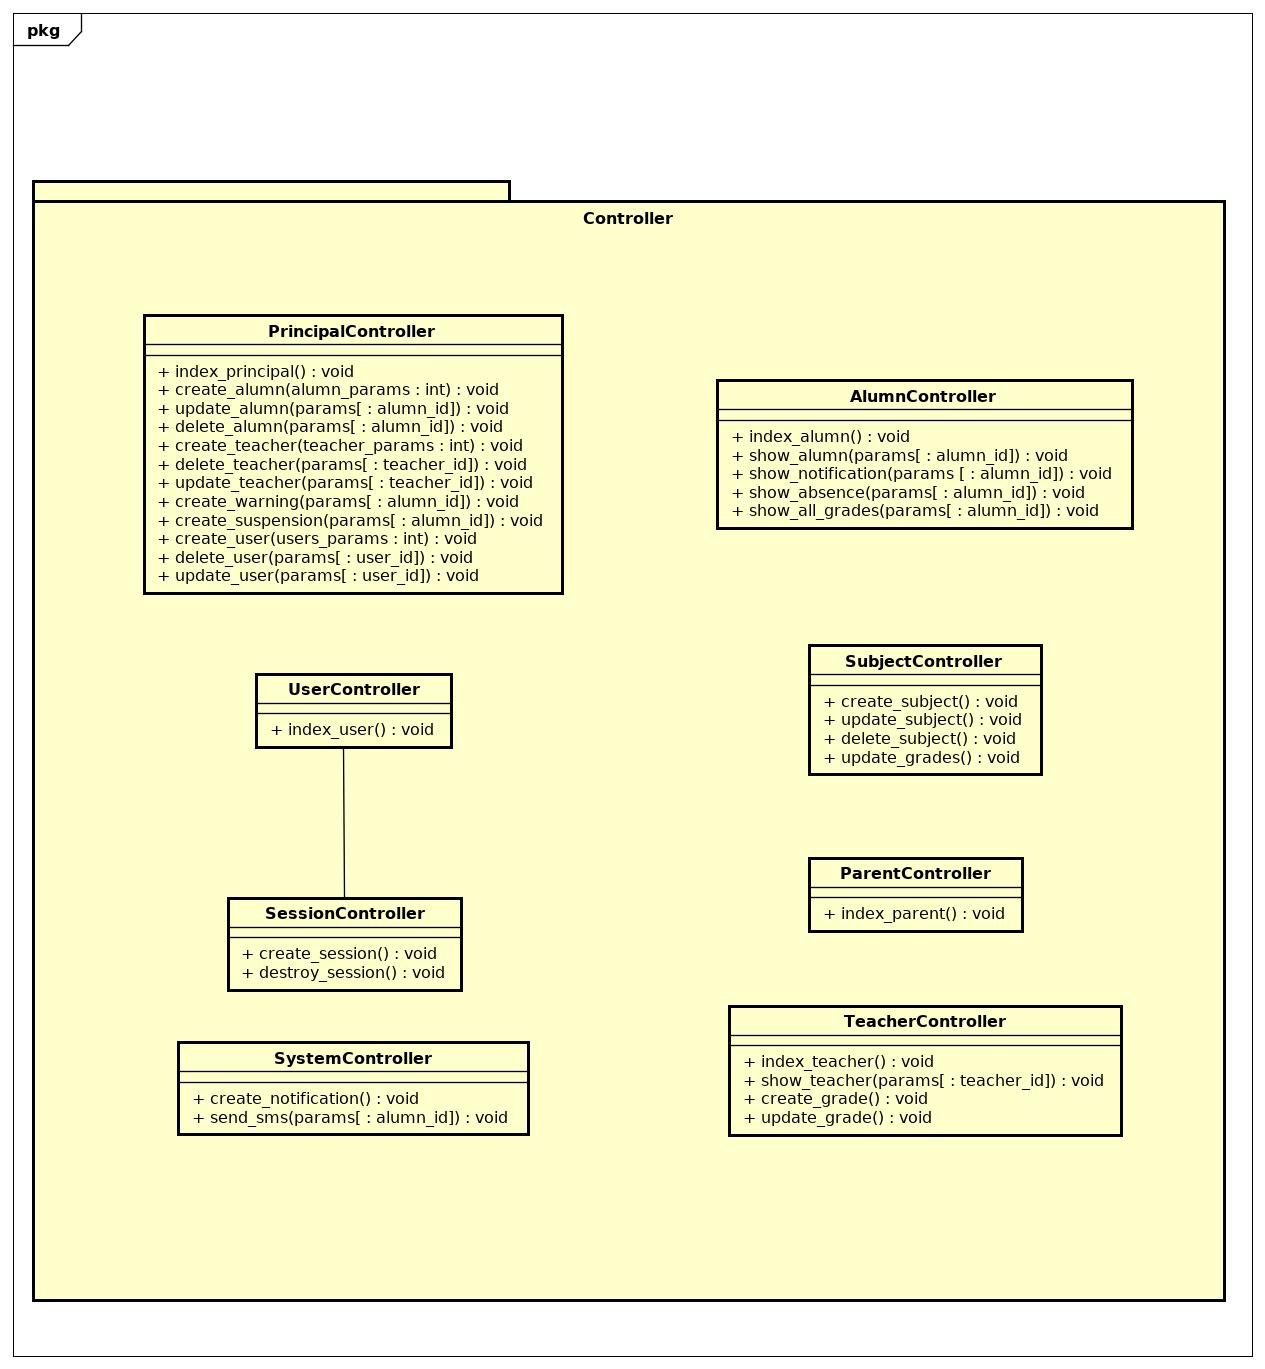 pkg
Controller
PrincipalController
+ index_principal() : void
+ create_alumn(alumn_params : int) : void
+ update_alumn(params[ : alumn_id]) : void
+ delete_alumn(params[ : alumn_id]) : void
+ create_teacher(teacher_params : int) : void
+ delete_teacher(params[ : teacher_id]) : void
+ update_teacher(params[ : teacher_id]) : void
+ create_warning(params[ : alumn_id]) : void
+ create_suspension(params[ : alumn_id]) : void
+ create_user(users_params : int) : void
+ delete_user(params[ : user_id]) : void
+ update_user(params[ : user_id]) : void
AlumnController
+ index_alumn() : void
+ show_alumn(params[ : alumn_id]) : void
+ show_notification(params [ : alumn_id]) : void
+ show_absence(params[ : alumn_id]) : void
+ show_all_grades(params[ : alumn_id]) : void
UserController
+ index_user() : void
SubjectController
+ create_subject() : void
+ update_subject() : void
+ delete_subject() : void
+ update_grades() : void
SessionController
+ create_session() : void
+ destroy_session() : void
ParentController
+ index_parent() : void
SystemController
+ create_notification() : void
+ send_sms(params[ : alumn_id]) : void
TeacherController
+ index_teacher() : void
+ show_teacher(params[ : teacher_id]) : void
+ create_grade() : void
+ update_grade() : void